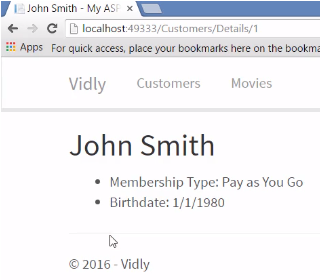 John Smith - My ASP
localhost:49333/Customers/Details/1
Apps For quick access, place your bookmarks here on the bookma
Vidly Customers Movies
John Smith
Membership Type: Pay as You Go
Birthdate: 1/1/1980
© 2016 - Vidly